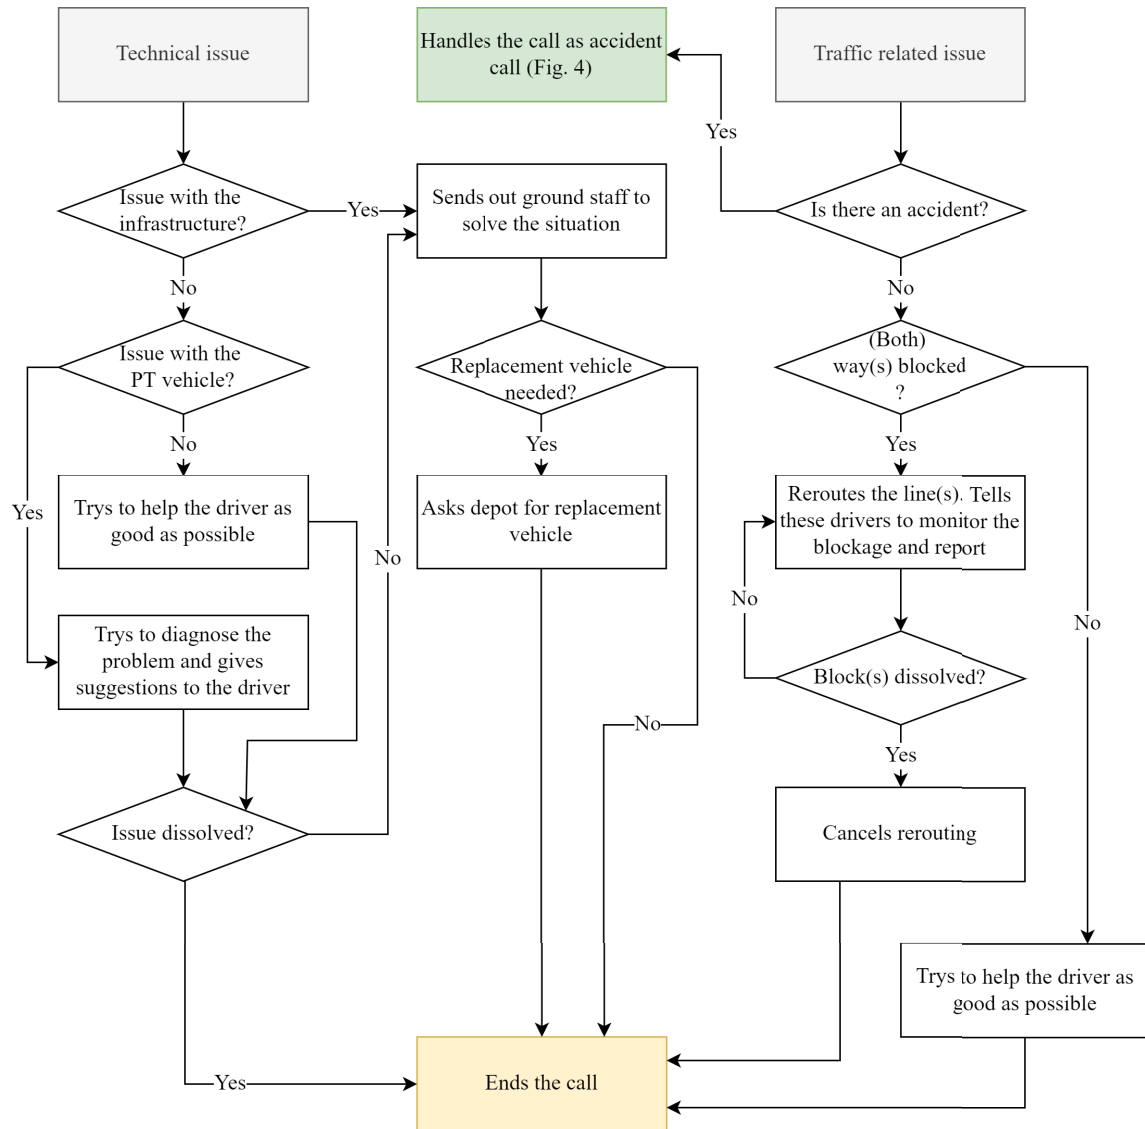 Technical issue
Handles the call as accident
call (Fig. 4)
Traffic related issue
Yes
Issue with the
infrastructure?
Yes
Sends out ground staff to
solve the situation
Is there an accident?
No
No
Issue with the
PT vehicle?
Replacement vehicle
needed?
(Both)
way(s) blocked
?
No
Yes
Yes
Yes
Trys to help the driver as
good as possible
Asks depot for replacement
vehicle
Reroutes the line(s). Tells
these drivers to monitor the
blockage and report
No
No
No
Trys to diagnose the
problem and gives
suggestions to the driver
Block(s) dissolved?
No
Yes
Issue dissolved?
Cancels rerouting
Trys to help the driver as
good as possible
Yes
Ends the call